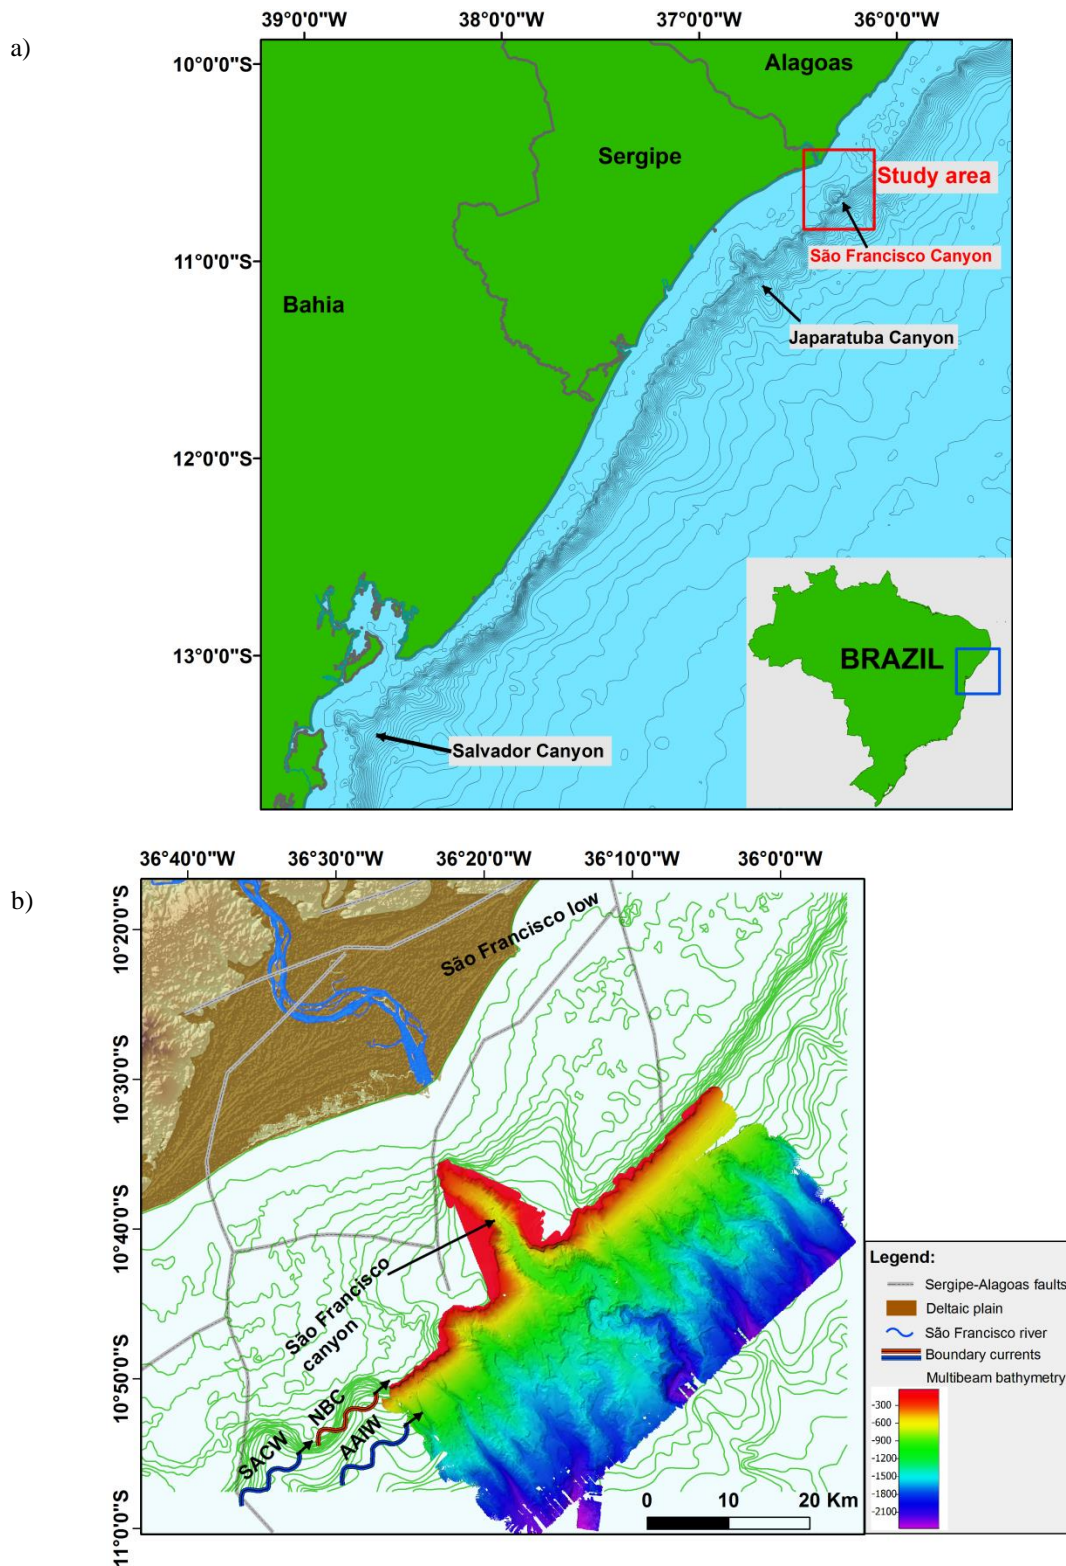 a)
39°0'0"W 38°0'0"W 37°0'0"W 36°0'0"W
10°0'0"S
Alagoas
Sergipe
Study area
São Francisco Canyon
11°0'0"S
Bahia
Japaratuba Canyon
12°0'0"S
BRAZIL
13°0'0"S
Salvador Canyon
b)
36°40'0"W 36°30'0"W 36°20'0"W 36°10'0"W 36°0'0"W
10°20'0"S
São Francisco low
10°30'0"S
10°40'0"S
São Francisco
canyon
10°50'0"S
NBC
SACW
AAIW
11°0'0"S
0 10 20 Km
Legend:
Sergipe-Alagoas faults
Deltaic plain
São Francisco river
Boundary currents
Multibeam bathymetry
-300
-600
-900
-1200
-1500
-1800
-2100